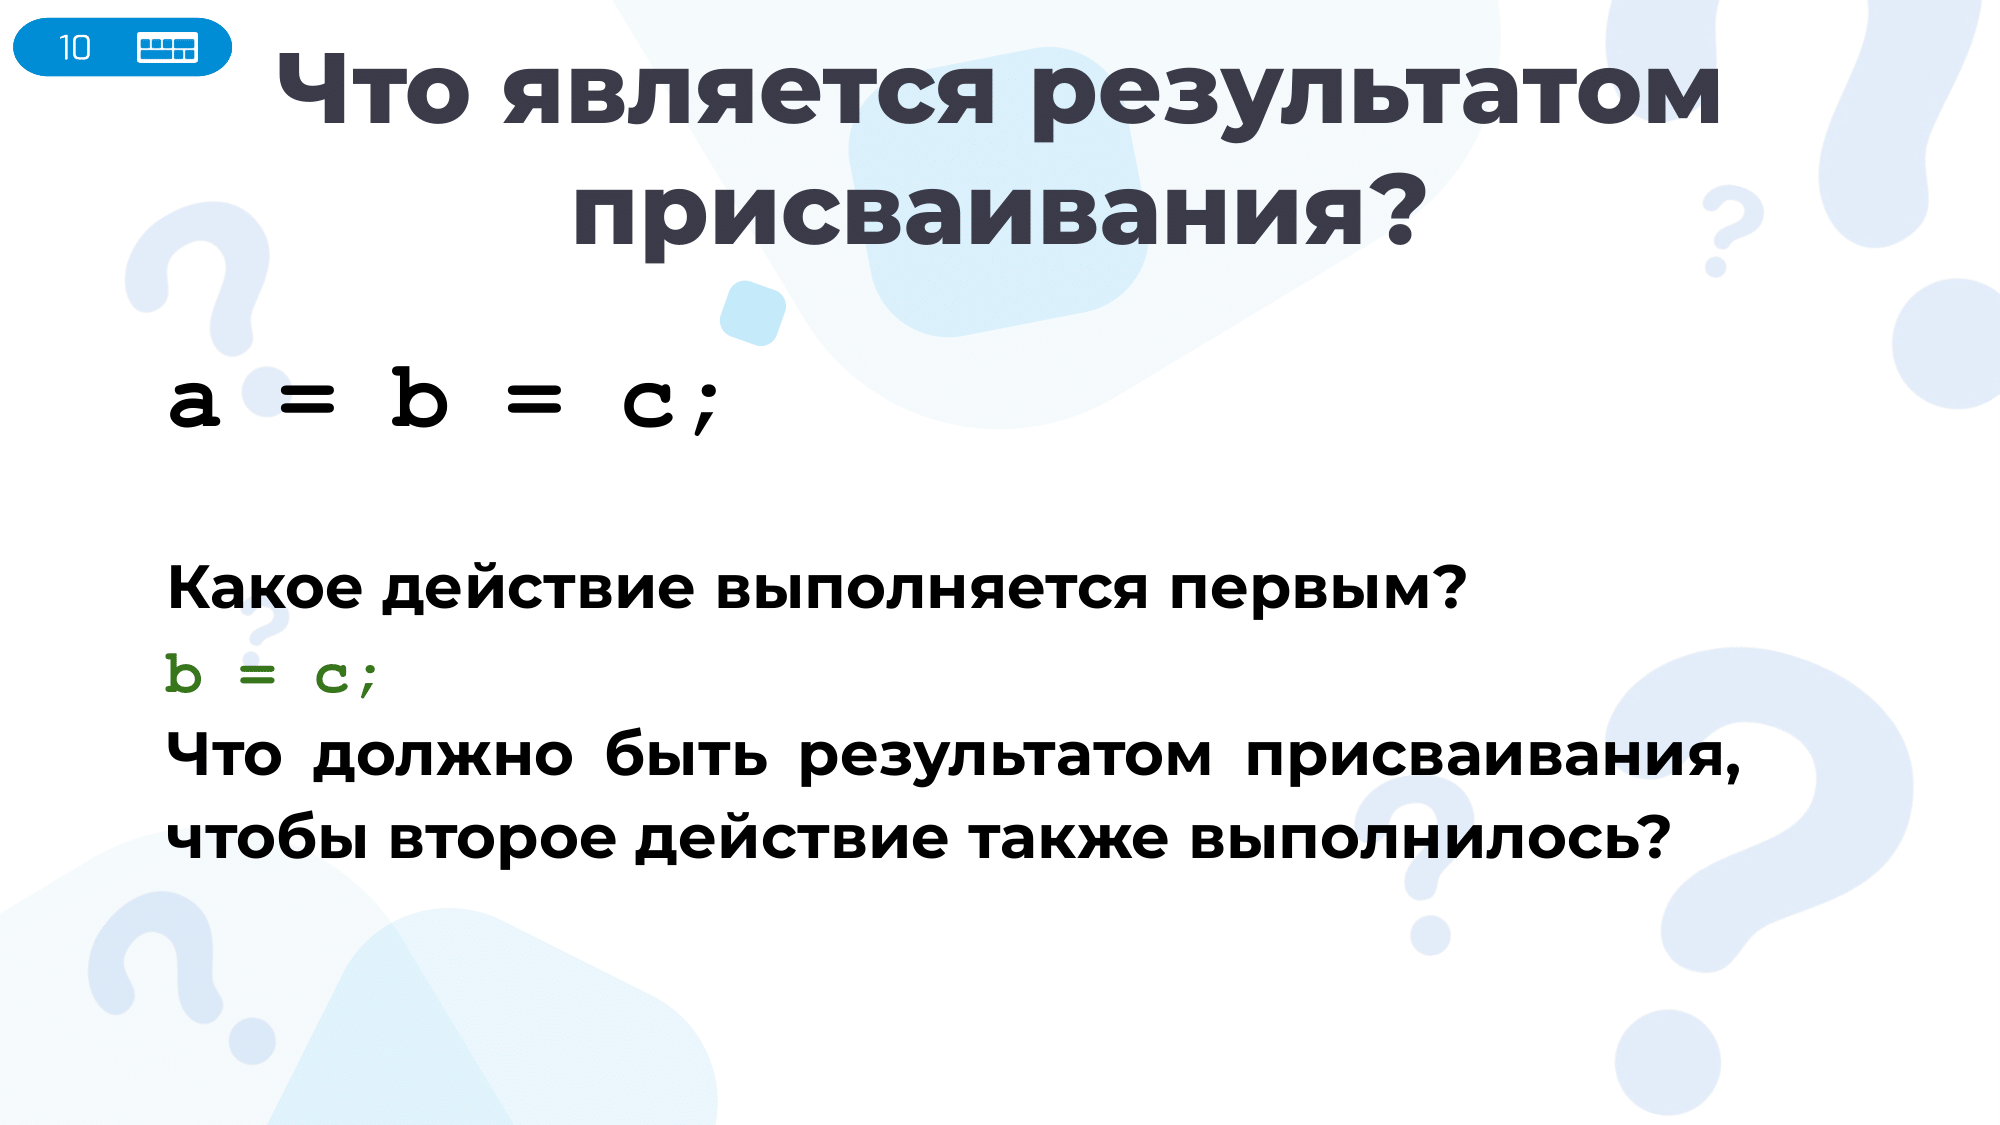 10
Что является результатом
присваивания?
a = b = c;
Какое действие выполняется первым?
b = c;
Что должно быть результатом присваивания,
чтобы второе действие также выполнилось?